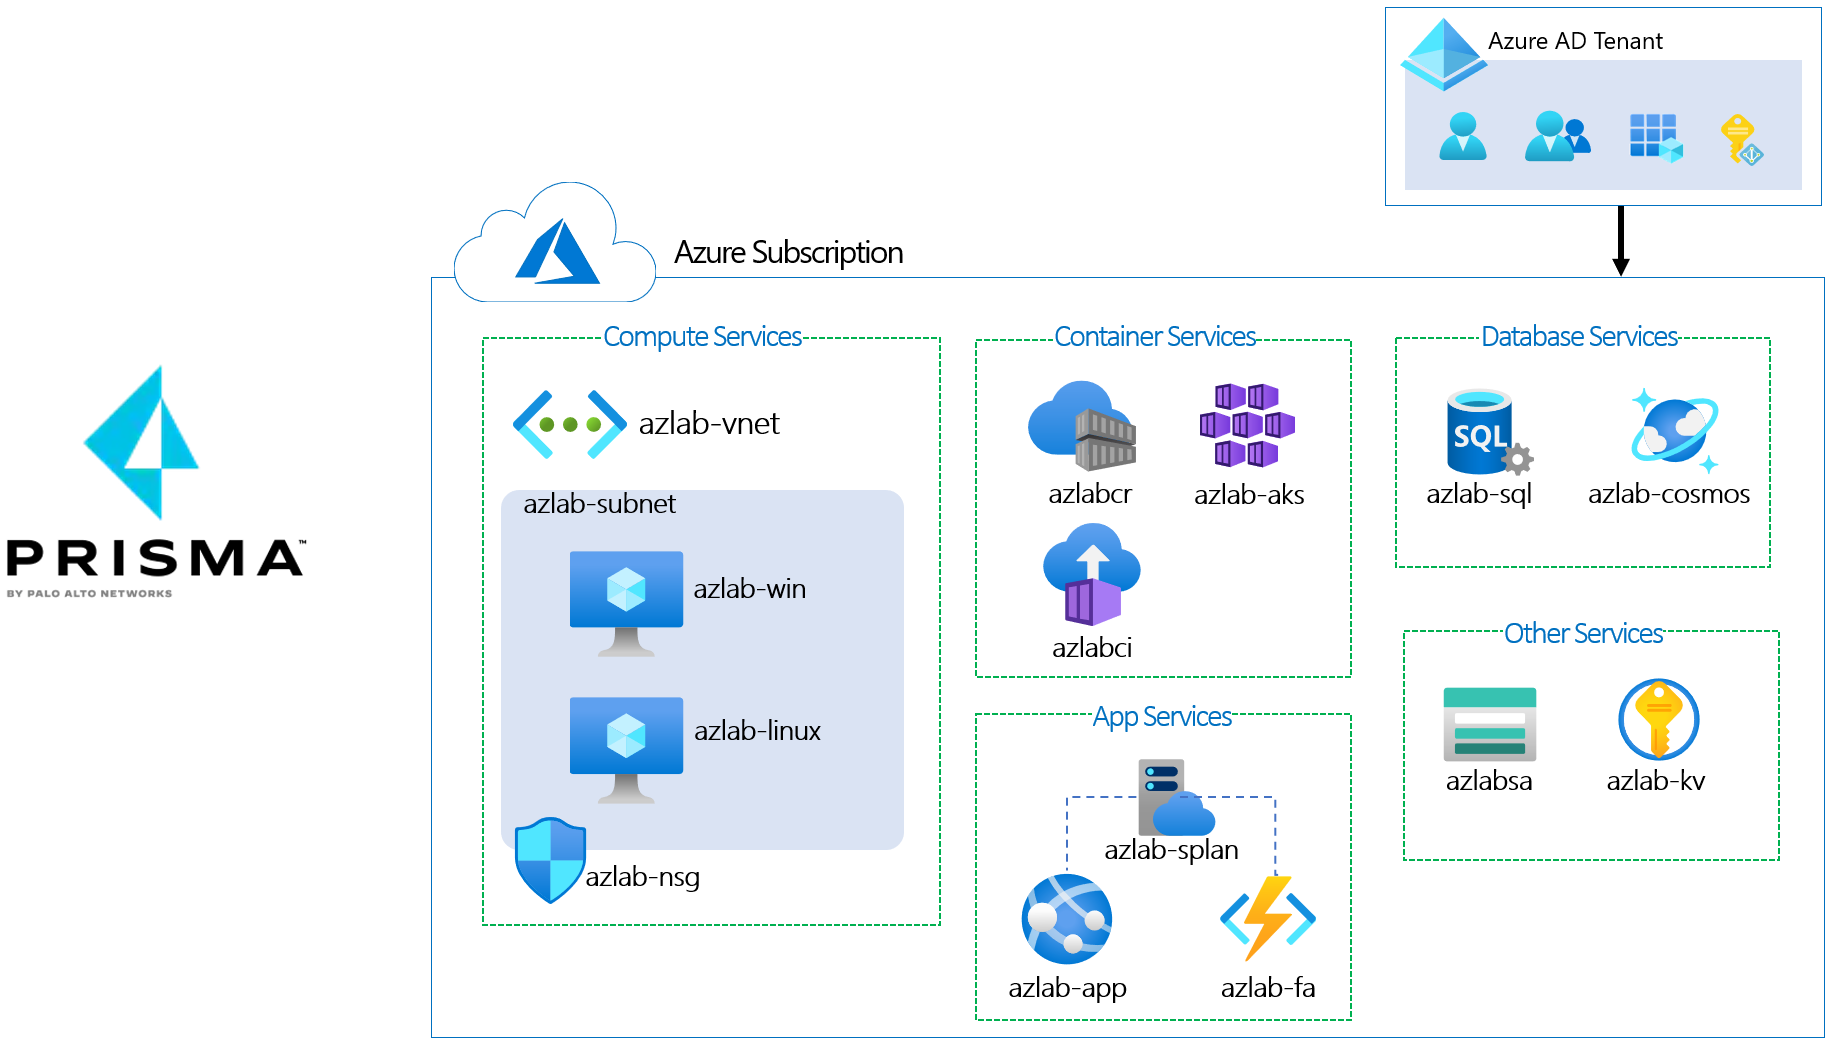 Azure AD Tenant
Azure Subscription
Compute Services
azlab-vnet
azlab-subnet
azlab-win
azlab-linux
azlab-nsg
Container Services
azlabcr
azlab-aks
azlabci
App Services
azlab-splan
azlab-app
azlab-fa
Database Services
SQL
azlab-sql
azlab-cosmos
Other Services
azlabsa
azlab-kv
PRISMA™
BY PALO ALTO NETWORKS